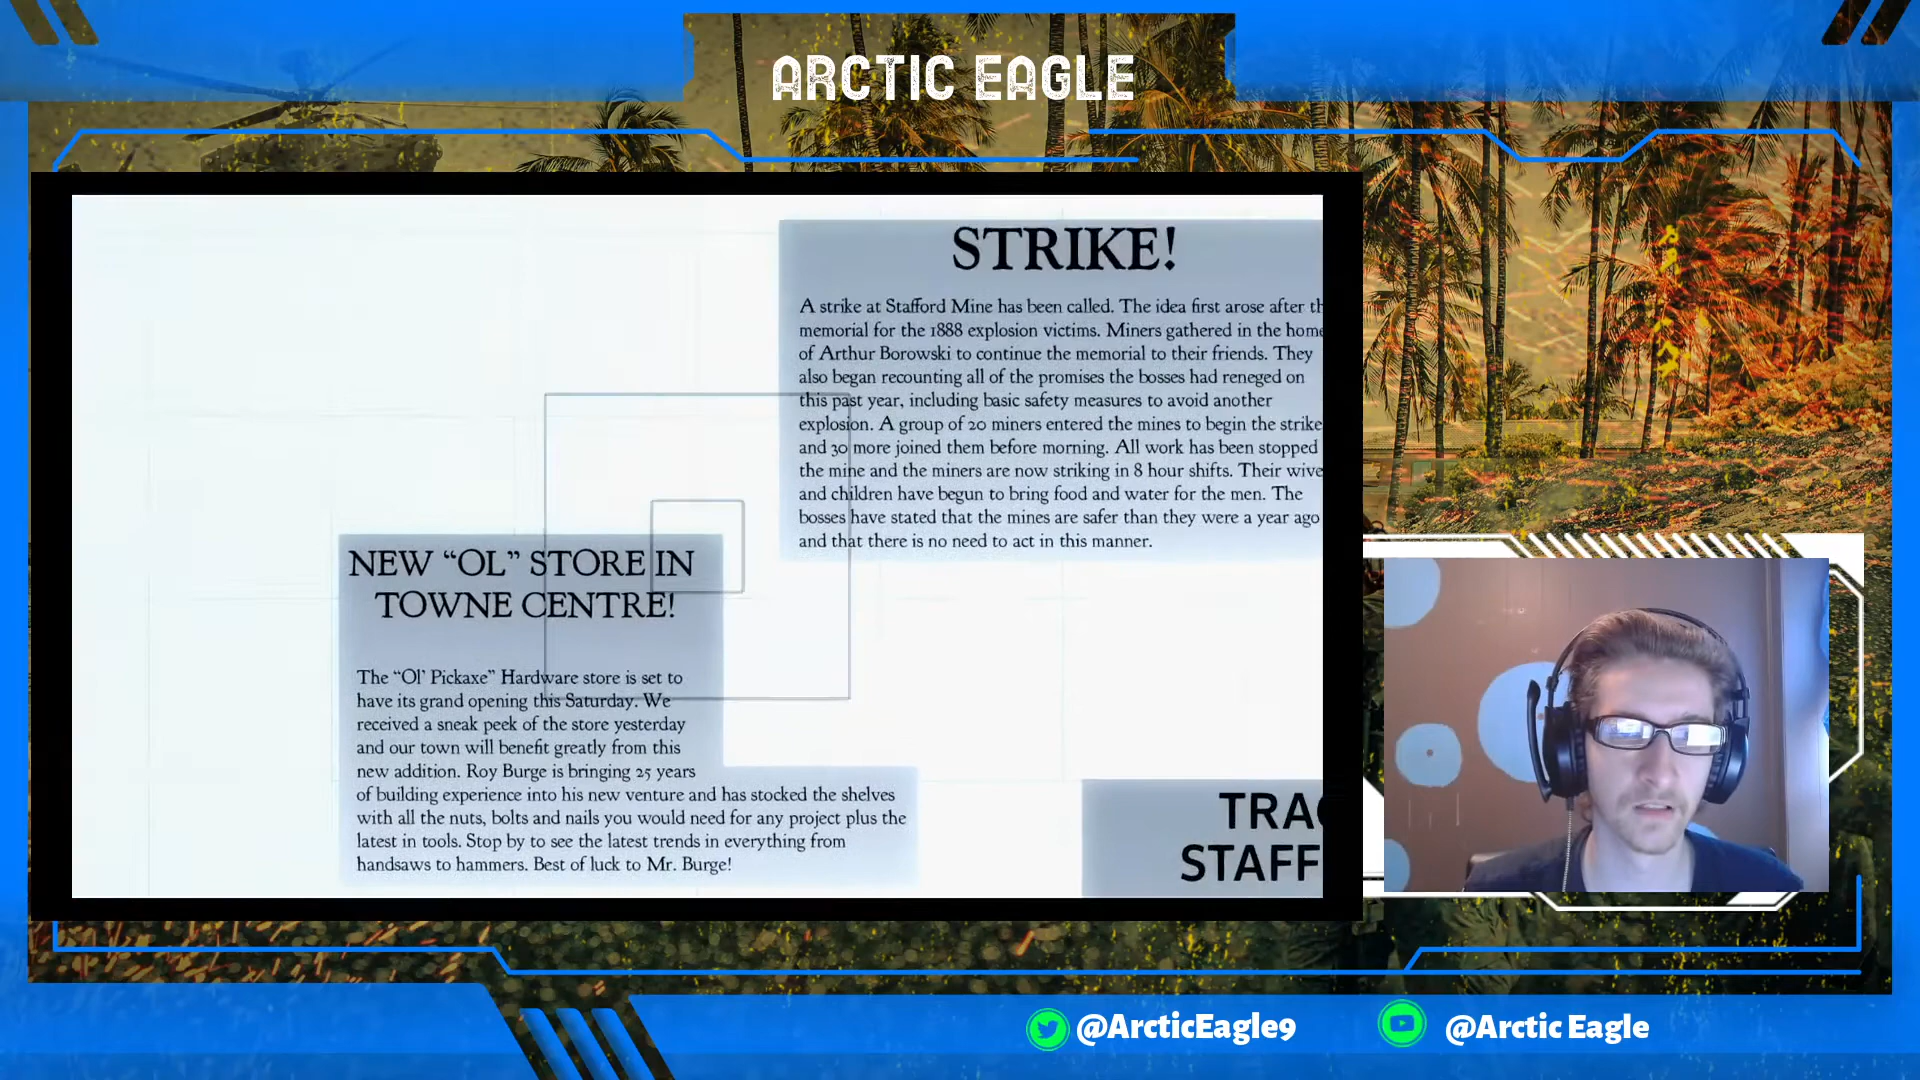 ARCTIC EAGLE
STRIKE!
A strike at Stafford Mine has been called. The idea first arose after
memorial for the 1888 explosion victims. Miners gathered in the home
of Arthur Borowski to continue the memorial to their friends. They
also began recounting all of the promises the bosses had reneged on
this past year, including basic safety measures to avoid another
explosion. A group of 20 miners entered the mines to begin the strike
and 30 more joined them before morning. All work has been stopped
the mine and the miners are now striking in 8 hour shifts. Their wive
and children have begun to bring food and water for the men. The
bosses have stated that the mines are safer than they were a year ago
and that there is no need to act in this manner.
NEW “OL” STORE IN
TOWNE CENTRE!
The “Ol’ Pickaxe” Hardware store is set to
have its grand opening this Saturday. We
received a sneak peek of the store yesterday
and our town will benefit greatly from this
new addition. Roy Burge is bringing 25 years
of building experience into his new venture and has stocked the shelves
with all the nuts, bolts and nails you would need for any project plus the
latest in tools. Stop by to see the latest trends in everything from
handsaws to hammers. Best of luck to Mr. Burge!
TRAC
STAFF
@ArcticEagle9
@Arctic Eagle